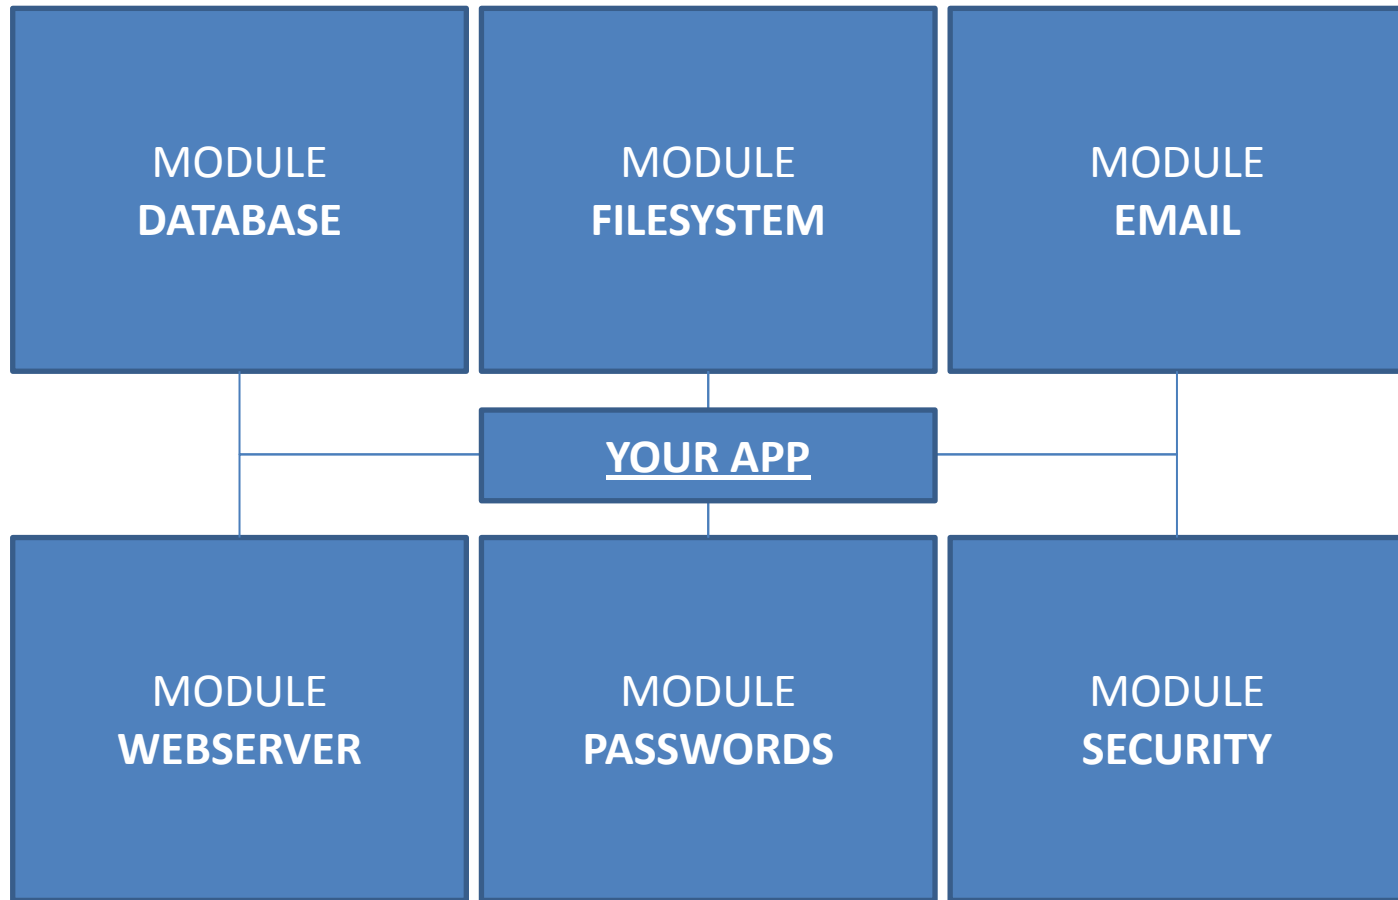 MODULE
DATABASE
MODULE
FILESYSTEM
MODULE
EMAIL
YOUR APP
MODULE
WEBSERVER
MODULE
PASSWORDS
MODULE
SECURITY